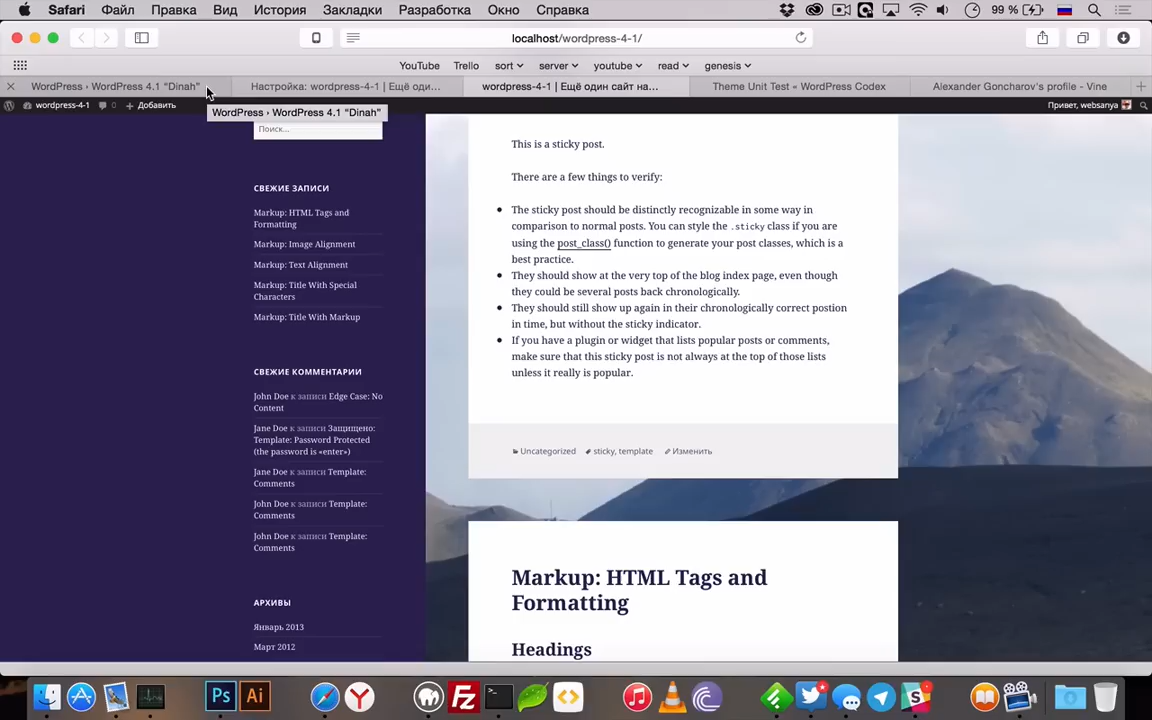 Safari Файл Правка Вид История Закладки Разработка Окно Справка 99 %
localhost/wordpress-4-1/
YouTube Trello sort server youtube read genesis
WordPress › WordPress 4.1 "Dinah" Настройка: wordpress-4-1 | Ещё оди... wordpress-4-1 | Ещё один сайт на... Theme Unit Test « WordPress Codex Alexander Goncharov's profile - Vine
wordpress-4-1 0 + Добавить Привет, websanya
WordPress › WordPress 4.1 "Dinah"
Поиск...
СВЕЖИЕ ЗАПИСИ
Markup: HTML Tags and
Formatting
Markup: Image Alignment
Markup: Text Alignment
Markup: Title With Special
Characters
Markup: Title With Markup
СВЕЖИЕ КОММЕНТАРИИ
John Doe к записи Edge Case: No
Content
Jane Doe к записи Защищено:
Template: Password Protected
(the password is «enter»)
Jane Doe к записи Template:
Comments
John Doe к записи Template:
Comments
John Doe к записи Template:
Comments
АРХИВЫ
Январь 2013
Март 2012
This is a sticky post.
There are a few things to verify:
The sticky post should be distinctly recognizable in some way in
comparison to normal posts. You can style the .sticky class if you are
using the post_class() function to generate your post classes, which is a
best practice.
They should show at the very top of the blog index page, even though
they could be several posts back chronologically.
They should still show up again in their chronologically correct postion
in time, but without the sticky indicator.
If you have a plugin or widget that lists popular posts or comments,
make sure that this sticky post is not always at the top of those lists
unless it really is popular.
Uncategorized sticky, template Изменить
Markup: HTML Tags and
Formatting
Headings
Ps Ai Fz